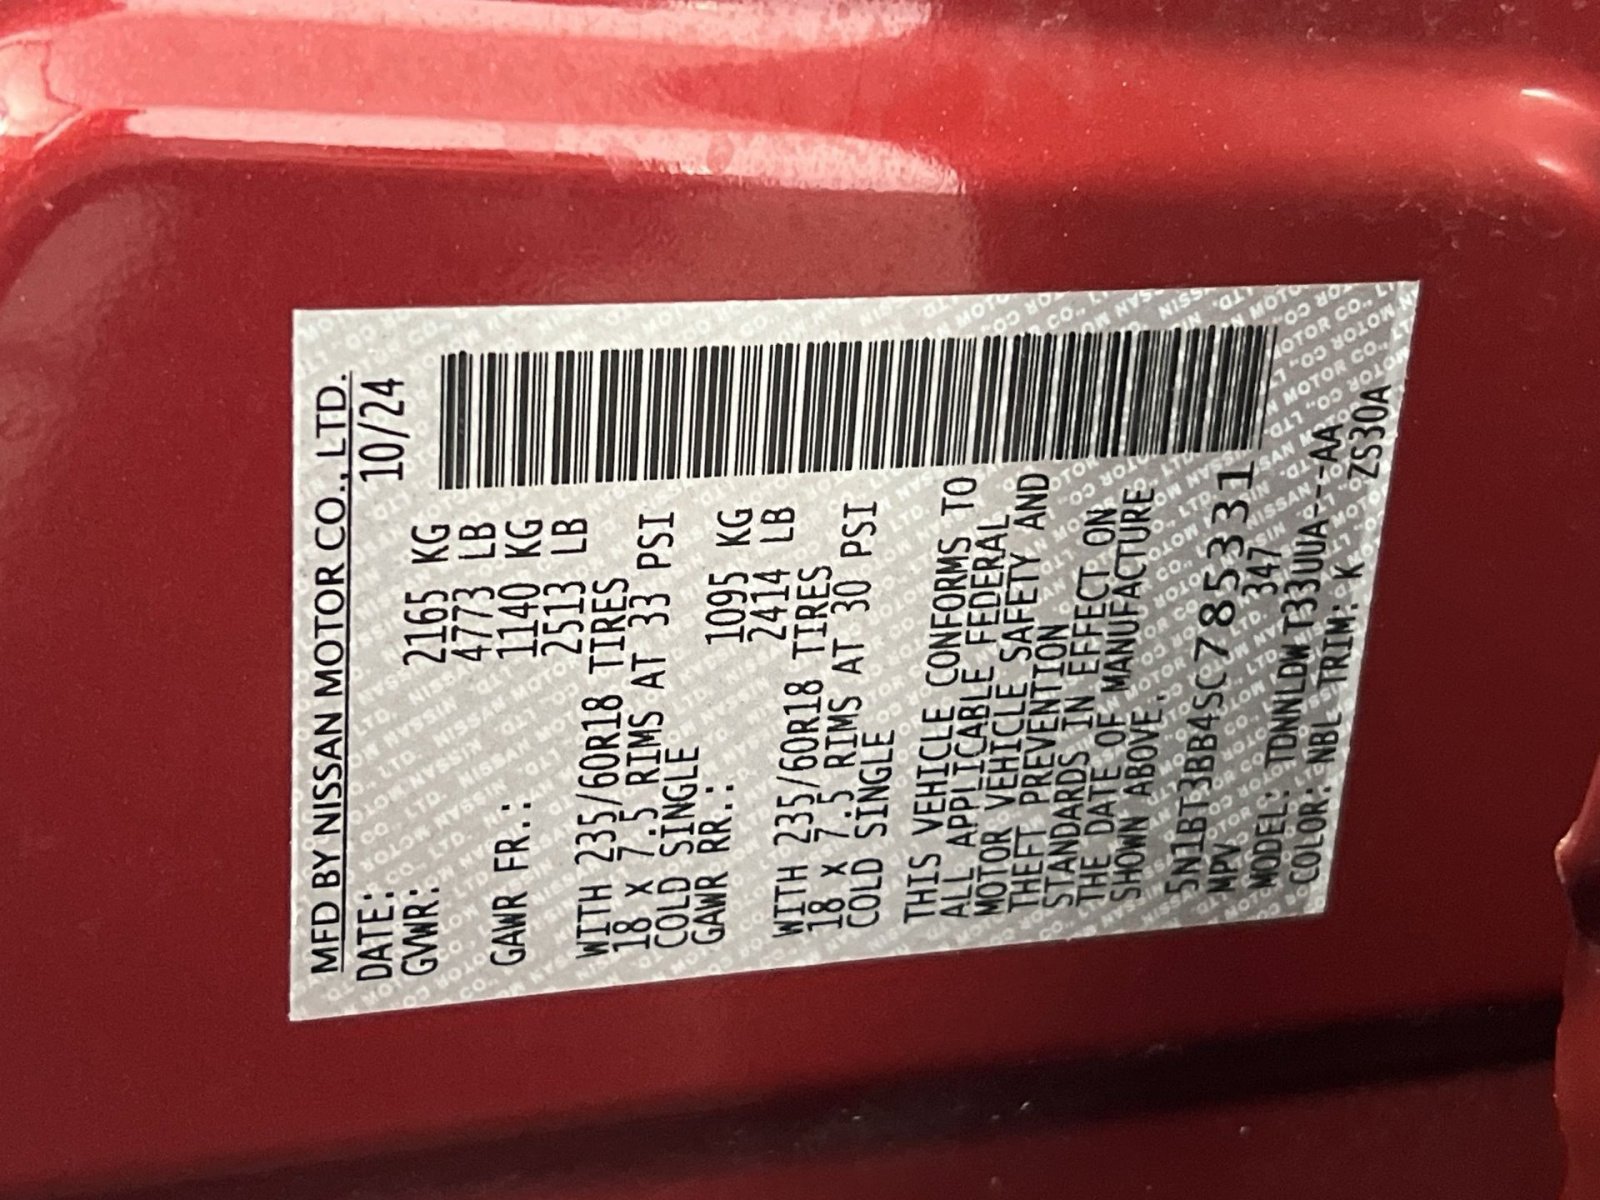 MFD BY NISSAN MOTOR CO., LTD.
DATE: 10/24
GVWR: 2165 KG
4773 LB
GAWR FR.: 1140 KG
2513 LB
WITH 235/60R18 TIRES
18 X 7.5 RIMS AT 33 PSI
COLD SINGLE
GAWR RR.: 1095 KG
2414 LB
WITH 235/60R18 TIRES
18 X 7.5 RIMS AT 30 PSI
COLD SINGLE
THIS VEHICLE CONFORMS TO
ALL APPLICABLE FEDERAL
MOTOR VEHICLE SAFETY AND
THEFT PREVENTION
STANDARDS IN EFFECT ON
THE DATE OF MANUFACTURE
SHOWN ABOVE.
5N1BT3BB4SC785331
MPV 347
MODEL: TDNNLDWT33UUA---AA
COLOR: NBL TRIM: K ZS30A